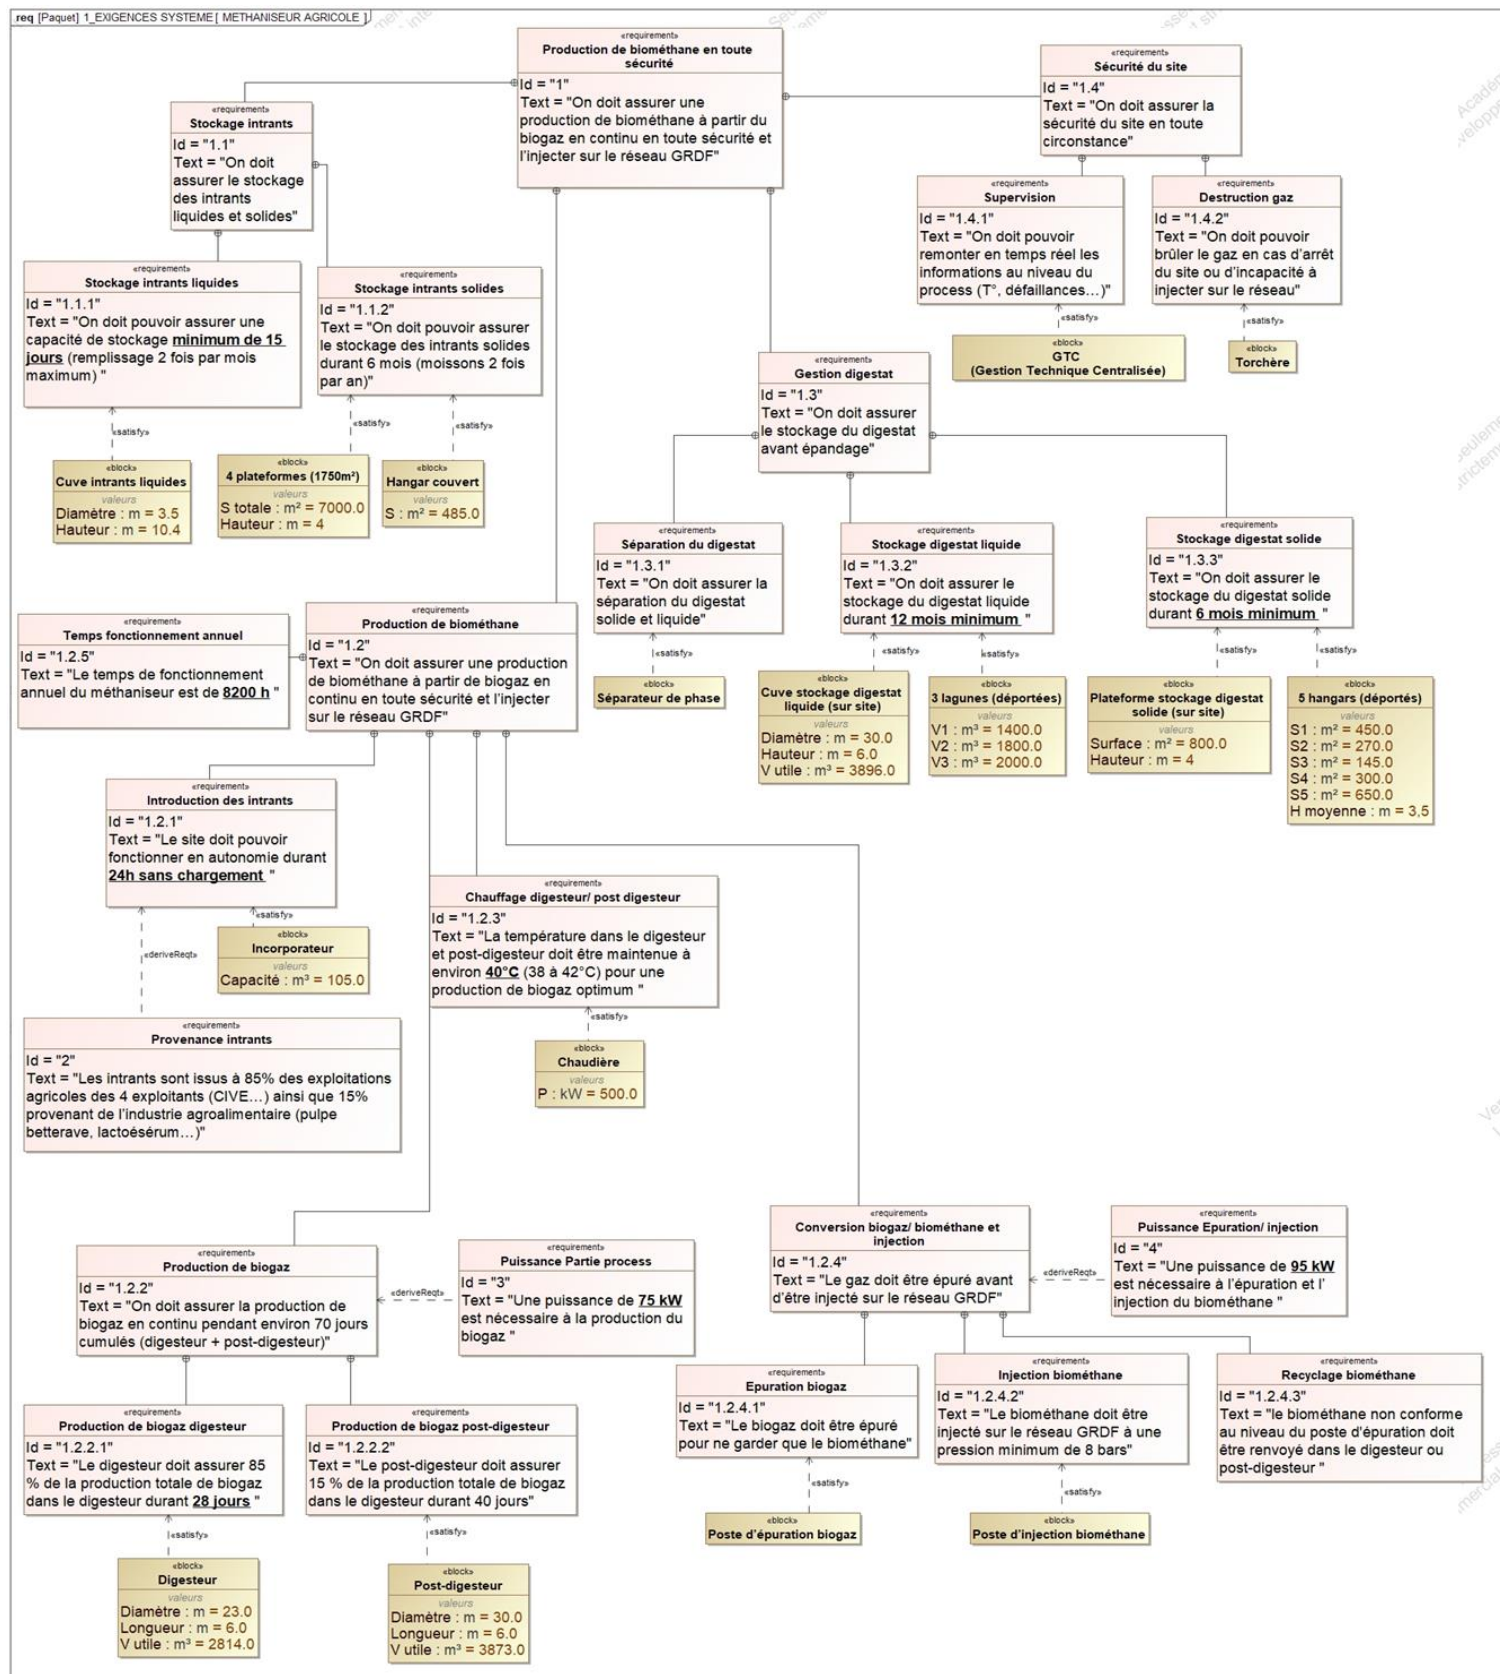 req [Paquet] 1_EXIGENCES SYSTEME [ METHANISEUR AGRICOLE ]
«requirement»
Production de biométhane en toute
sécurité
Id = "1"
Text = "On doit assurer une
production de biométhane à partir du
biogaz en continu en toute sécurité et
l'injecter sur le réseau GRDF"
«requirement»
Sécurité du site
Id = "1.4"
Text = "On doit assurer la
sécurité du site en toute
circonstance"
«requirement»
Stockage intrants
Id = "1.1"
Text = "On doit
assurer le stockage
des intrants
liquides et solides"
«requirement»
Supervision
Id = "1.4.1"
Text = "On doit pouvoir
remonter en temps réel les
informations au niveau du
process (T°, défaillances…)"
«requirement»
Destruction gaz
Id = "1.4.2"
Text = "On doit pouvoir
brûler le gaz en cas d'arrêt
du site ou d'incapacité à
injecter sur le réseau"
«satisfy»
«satisfy»
«block»
GTC
(Gestion Technique Centralisée)
«block»
Torchère
«requirement»
Stockage intrants liquides
Id = "1.1.1"
Text = "On doit pouvoir assurer une
capacité de stockage minimum de 15
jours (remplissage 2 fois par mois
maximum) "
«requirement»
Stockage intrants solides
Id = "1.1.2"
Text = "On doit pouvoir assurer
le stockage des intrants solides
durant 6 mois (moissons 2 fois
par an)"
«satisfy»
«satisfy»
«satisfy»
«block»
Cuve intrants liquides
valeurs
Diamètre : m = 3.5
Hauteur : m = 10.4
«block»
4 plateformes (1750m²)
valeurs
S totale : m² = 7000.0
Hauteur : m = 4
«block»
Hangar couvert
valeurs
S : m² = 485.0
«requirement»
Gestion digestat
Id = "1.3"
Text = "On doit assurer
le stockage du digestat
avant épandage"
«requirement»
Séparation du digestat
Id = "1.3.1"
Text = "On doit assurer la
séparation du digestat
solide et liquide"
«requirement»
Stockage digestat liquide
Id = "1.3.2"
Text = "On doit assurer le
stockage du digestat liquide
durant 12 mois minimum "
«requirement»
Stockage digestat solide
Id = "1.3.3"
Text = "On doit assurer le
stockage du digestat solide
durant 6 mois minimum "
«satisfy»
«satisfy»
«satisfy»
«satisfy»
«satisfy»
«block»
Séparateur de phase
«block»
Cuve stockage digestat
liquide (sur site)
valeurs
Diamètre : m = 30.0
Hauteur : m = 6.0
V utile : m³ = 3896.0
«block»
3 lagunes (déportées)
valeurs
V1 : m³ = 1400.0
V2 : m³ = 1800.0
V3 : m³ = 2000.0
«block»
Plateforme stockage digestat
solide (sur site)
valeurs
Surface : m² = 800.0
Hauteur : m = 4
«block»
5 hangars (déportés)
valeurs
S1 : m² = 450.0
S2 : m² = 270.0
S3 : m² = 145.0
S4 : m² = 300.0
S5 : m² = 650.0
H moyenne : m = 3,5
«requirement»
Temps fonctionnement annuel
Id = "1.2.5"
Text = "Le temps de fonctionnement
annuel du méthaniseur est de 8200 h "
«requirement»
Production de biométhane
Id = "1.2"
Text = "On doit assurer une production
de biométhane à partir de biogaz en
continu en toute sécurité et l'injecter
sur le réseau GRDF"
«requirement»
Introduction des intrants
Id = "1.2.1"
Text = "Le site doit pouvoir
fonctionner en autonomie durant
24h sans chargement "
«satisfy»
«deriveReqt»
«block»
Incorporateur
valeurs
Capacité : m³ = 105.0
«requirement»
Chauffage digesteur/ post digesteur
Id = "1.2.3"
Text = "La température dans le digesteur
et post-digesteur doit être maintenue à
environ 40°C (38 à 42°C) pour une
production de biogaz optimum "
«satisfy»
«block»
Chaudière
valeurs
P : kW = 500.0
«requirement»
Provenance intrants
Id = "2"
Text = "Les intrants sont issus à 85% des exploitations
agricoles des 4 exploitants (CIVE…) ainsi que 15%
provenant de l'industrie agroalimentaire (pulpe
betterave, lactoésérum…)"
«requirement»
Production de biogaz
Id = "1.2.2"
Text = "On doit assurer la production de
biogaz en continu pendant environ 70 jours
cumulés (digesteur + post-digesteur)"
«deriveReqt»
«requirement»
Puissance Partie process
Id = "3"
Text = "Une puissance de 75 kW
est nécessaire à la production du
biogaz "
«requirement»
Conversion biogaz/ biométhane et
injection
Id = "1.2.4"
Text = "Le gaz doit être épuré avant
d'être injecté sur le réseau GRDF"
«deriveReqt»
«requirement»
Puissance Epuration/ injection
Id = "4"
Text = "Une puissance de 95 kW
est nécessaire à l'épuration et l'
injection du biométhane "
«requirement»
Production de biogaz digesteur
Id = "1.2.2.1"
Text = "Le digesteur doit assurer 85
% de la production totale de biogaz
dans le digesteur durant 28 jours "
«requirement»
Production de biogaz post-digesteur
Id = "1.2.2.2"
Text = "Le post-digesteur doit assurer
15 % de la production totale de biogaz
dans le digesteur durant 40 jours"
«requirement»
Epuration biogaz
Id = "1.2.4.1"
Text = "Le biogaz doit être épuré
pour ne garder que le biométhane"
«requirement»
Injection biométhane
Id = "1.2.4.2"
Text = "Le biométhane doit être
injecté sur le réseau GRDF à une
pression minimum de 8 bars"
«requirement»
Recyclage biométhane
Id = "1.2.4.3"
Text = "le biométhane non conforme
au niveau du poste d'épuration doit
être renvoyé dans le digesteur ou
post-digesteur "
«satisfy»
«satisfy»
«satisfy»
«satisfy»
«block»
Poste d'épuration biogaz
«block»
Poste d'injection biométhane
«block»
Digesteur
valeurs
Diamètre : m = 23.0
Longueur : m = 6.0
V utile : m³ = 2814.0
«block»
Post-digesteur
valeurs
Diamètre : m = 30.0
Longueur : m = 6.0
V utile : m³ = 3873.0